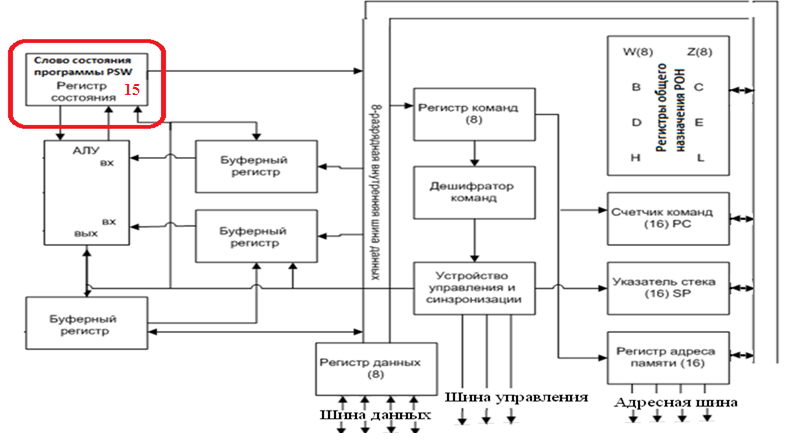 Слово состояния
программы PSW
Регистр
состояния
15
АЛУ
вх
вх
вых
Буферный
регистр
Буферный
регистр
Буферный
регистр
8-разрядная внутренняя шина данных
Регистр команд
(8)
Дешифратор
команд
Устройство
управления и
синхронизации
Регистр данных
(8)
Шина данных
Шина управления
W(8) Z(8)
B C
D E
H L
Регистры общего
назначения РОН
Счетчик команд
(16) PC
Указатель стека
(16) SP
Регистр адреса
памяти (16)
Адресная шина